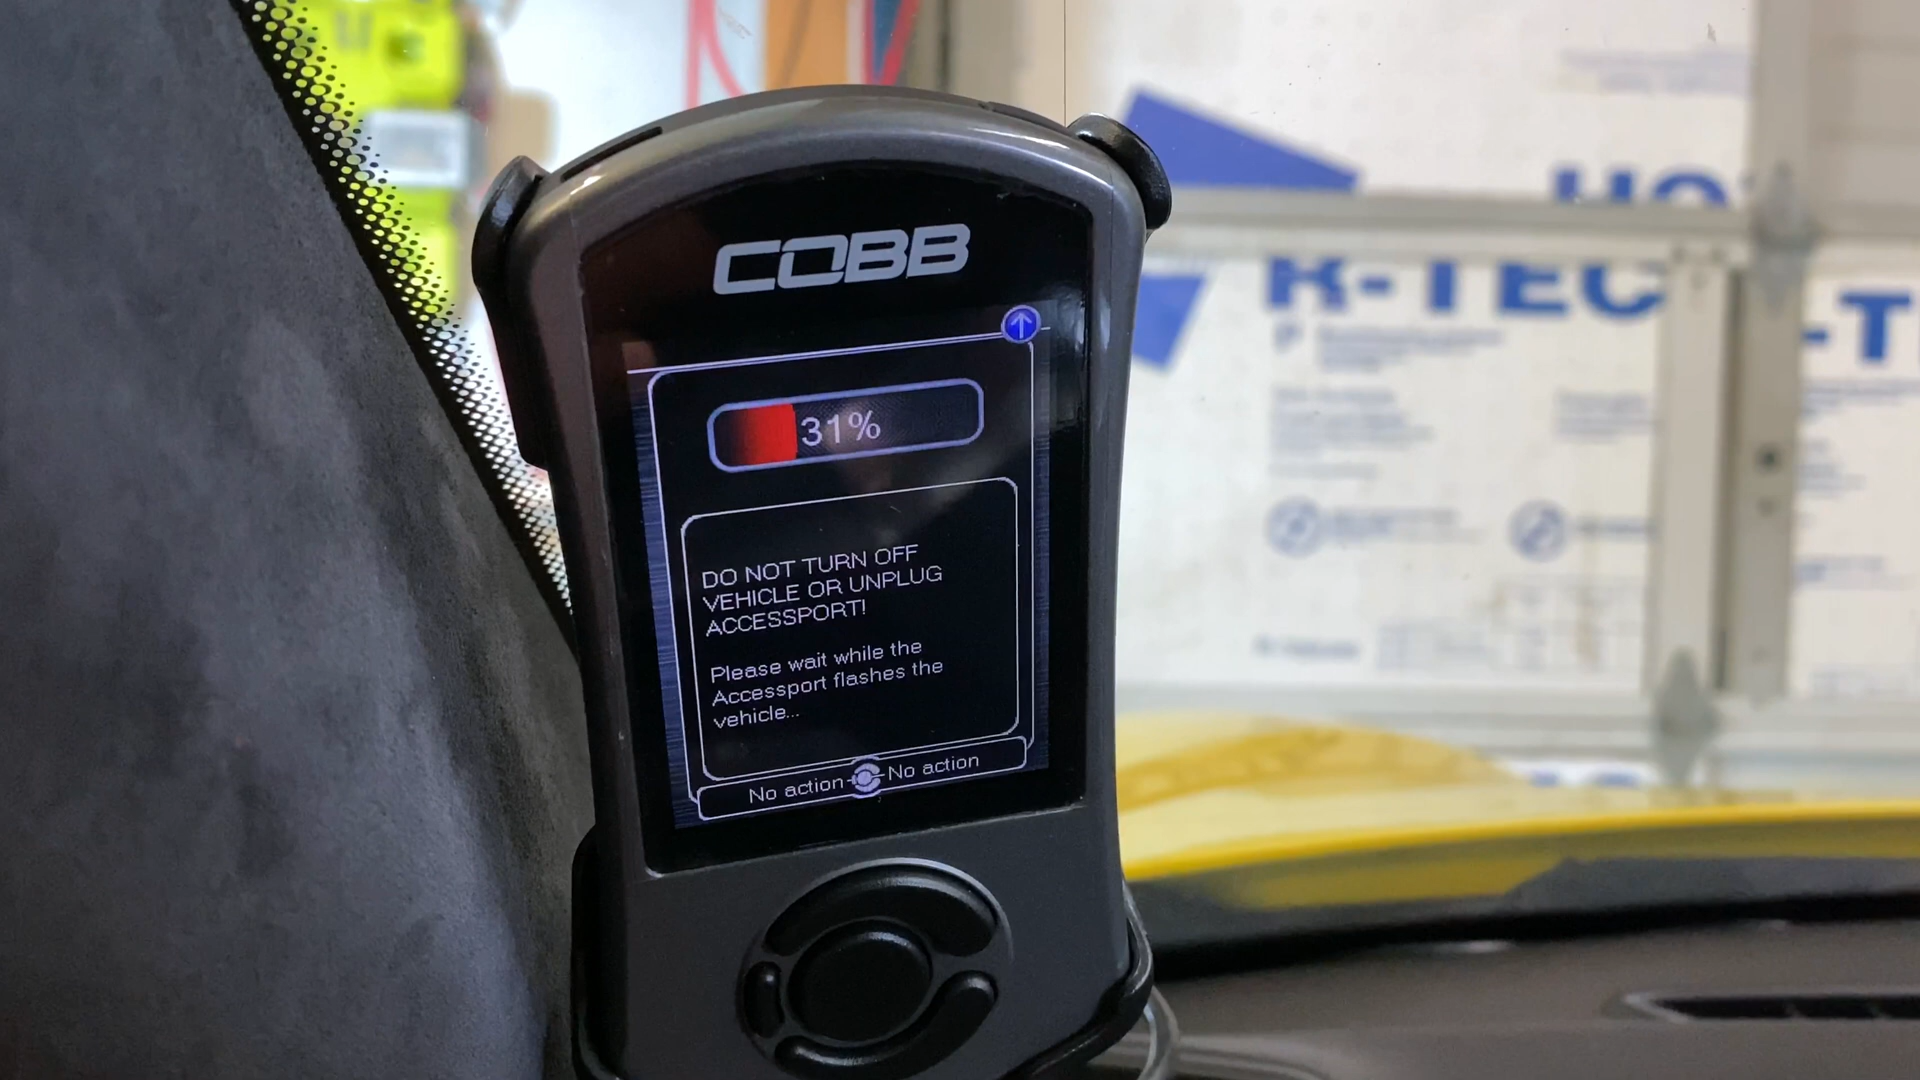 COBB
31%
DO NOT TURN OFF
VEHICLE OR UNPLUG
ACCESSPORT!
Please wait while the
Accessport flashes the
vehicle...
No action
No action
HO
R-TEC
-T